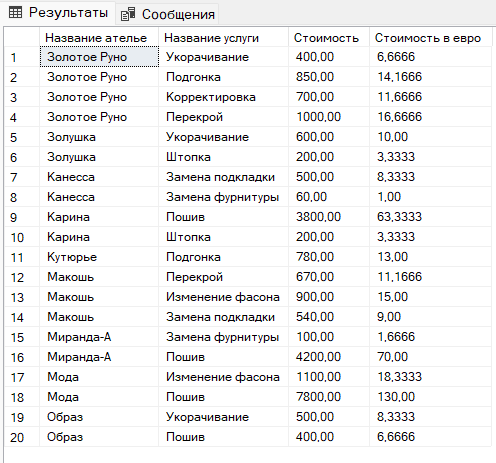 Результаты Сообщения
Название ателье Название услуги Стоимость Стоимость в евро
1 Золотое Руно Укорачивание 400,00 6,6666
2 Золотое Руно Подгонка 850,00 14,1666
3 Золотое Руно Корректировка 700,00 11,6666
4 Золотое Руно Перекрой 1000,00 16,6666
5 Золушка Укорачивание 600,00 10,00
6 Золушка Штопка 200,00 3,3333
7 Канесса Замена подкладки 500,00 8,3333
8 Канесса Замена фурнитуры 60,00 1,00
9 Карина Пошив 3800,00 63,3333
10 Карина Штопка 200,00 3,3333
11 Кутюрье Подгонка 780,00 13,00
12 Макошь Перекрой 670,00 11,1666
13 Макошь Изменение фасона 900,00 15,00
14 Макошь Замена подкладки 540,00 9,00
15 Миранда-А Замена фурнитуры 100,00 1,6666
16 Миранда-А Пошив 4200,00 70,00
17 Мода Изменение фасона 1100,00 18,3333
18 Мода Пошив 7800,00 130,00
19 Образ Укорачивание 500,00 8,3333
20 Образ Пошив 400,00 6,6666